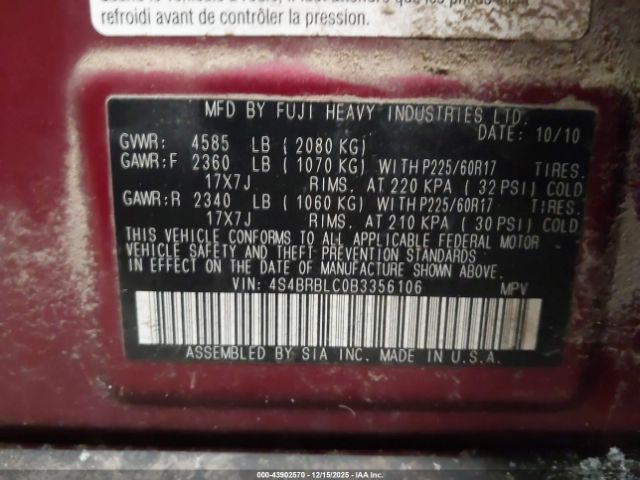 refroidi avant de contrôler la pression.
MFD BY FUJI HEAVY INDUSTRIES LTD.
DATE: 10/10
GVWR: 4585 LB ( 2080 KG)
GAWR:F 2360 LB ( 1070 KG) WITH P225/60R17 TIRES.
17X7J RIMS. AT 220 KPA ( 32 PSI) COLD
GAWR:R 2340 LB ( 1060 KG) WITH P225/60R17 TIRES.
17X7J RIMS. AT 210 KPA ( 30 PSI) COLD
THIS VEHICLE CONFORMS TO ALL APPLICABLE FEDERAL MOTOR
VEHICLE SAFETY AND THEFT PREVENTION STANDARDS
IN EFFECT ON THE DATE OF MANUFACTURE SHOWN ABOVE.
VIN: 4S4BRBLC0B3356106 MPV
ASSEMBLED BY SIA INC. MADE IN U.S.A.
000-43902570 - 12/15/2025 - IAAI.COM